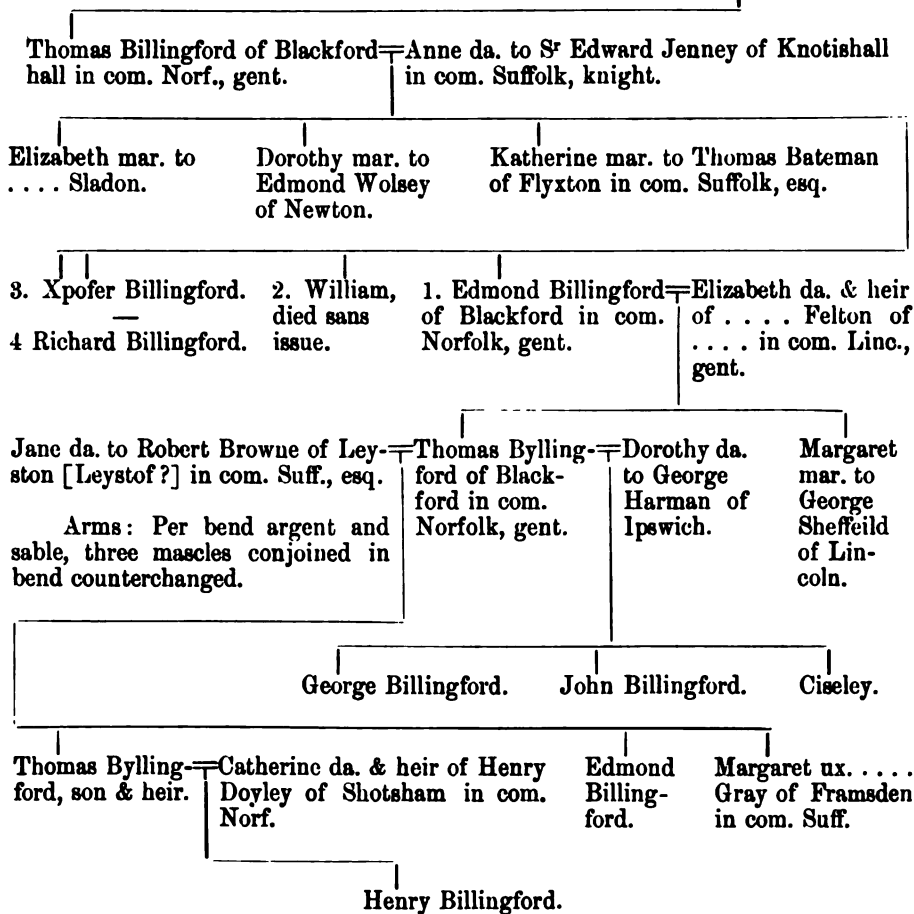 Thomas Billingford of Blackford=Anne da. to Sʳ Edward Jenney of Knotishall
hall in com. Norf., gent. in com. Suffolk, knight.
Elizabeth mar. to
. . . . Sladon.
Dorothy mar. to
Edmond Wolsey
of Newton.
Katherine mar. to Thomas Bateman
of Flyxton in com. Suffolk, esq.
3. Xpofer Billingford.
—
4 Richard Billingford.
2. William,
died sans
issue.
1. Edmond Billingford=
of Blackford in com.
Norfolk, gent.
Elizabeth da. & heir
of . . . . Felton of
. . . . in com. Linc.,
gent.
Jane da. to Robert Browne of Ley-=
ston [Leystof?] in com. Suff., esq.
Arms: Per bend argent and
sable, three mascles conjoined in
bend counterchanged.
Thomas Bylling-=
ford of Black-
ford in com.
Norfolk, gent.
Dorothy da.
to George
Harman of
Ipswich.
Margaret
mar. to
George
Sheffeild
of Lin-
coln.
George Billingford. John Billingford. Ciseley.
Thomas Bylling-=
ford, son & heir.
Catherine da. & heir of Henry
Doyley of Shotsham in com.
Norf.
Edmond
Billing-
ford.
Margaret ux. . . . .
Gray of Framsden
in com. Suff.
Henry Billingford.